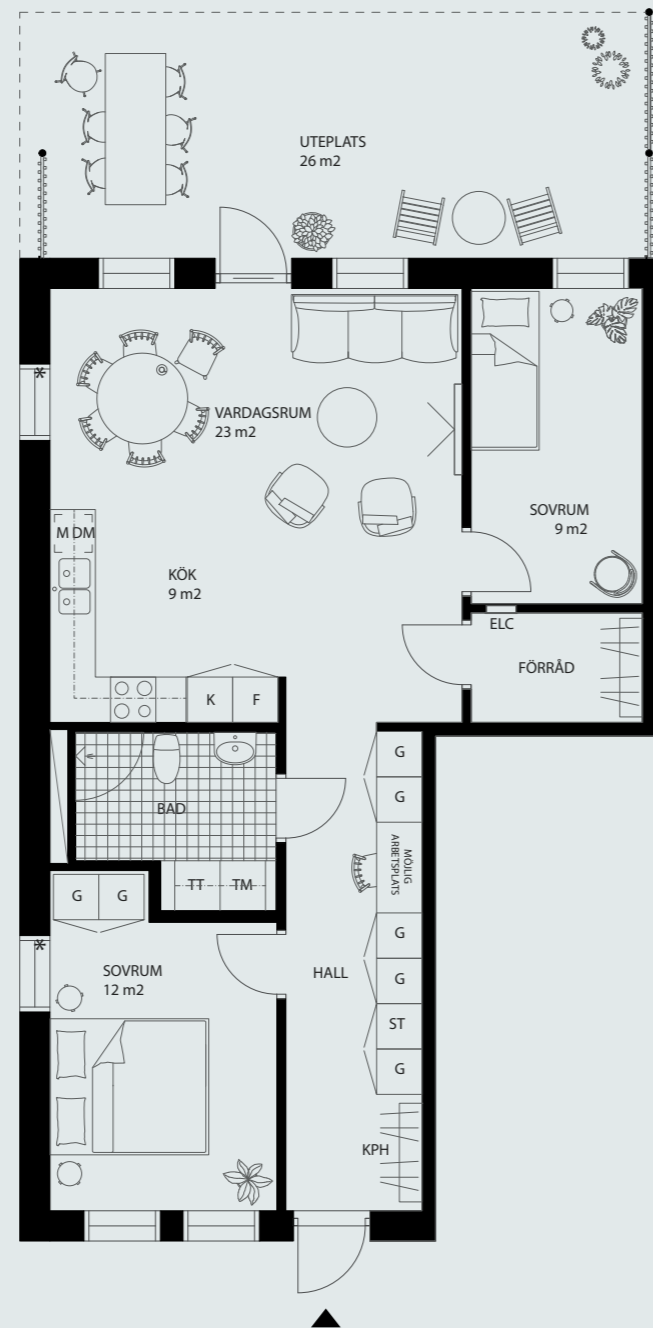 UTEPLATS
26 m2
*
VARDAGSRUM
23 m2
M DM
SOVRUM
9 m2
KÖK
9 m2
ELC
FÖRRÅD
K F
G
G
BAD
MÖJLIG
ARBETSPLATS
TT TM
G G
G
*
SOVRUM
12 m2
HALL
G
ST
G
KPH